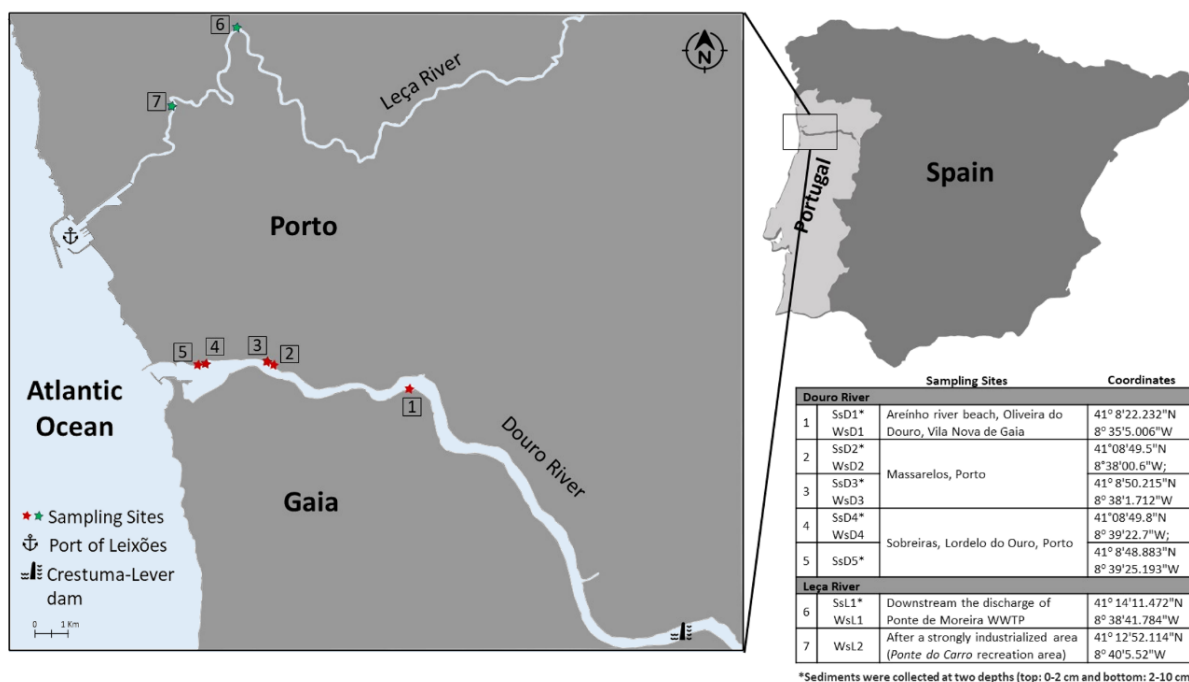 6
7
Leça River
N
Porto
5
4
3
2
1
Atlantic
Ocean
Douro River
Gaia
Sampling Sites
Port of Leixões
Crestuma-Lever
dam
0 1 Km
Portugal
Spain
Sampling Sites Coordinates
Douro River
1 SsD1* Areínho river beach, Oliveira do 41° 8'22.232"N
WsD1 Douro, Vila Nova de Gaia 8° 35'5.006"W
2 SsD2* 41°08'49.5"N
WsD2 8°38'00.6"W;
Massarelos, Porto
3 SsD3* 41° 8'50.215"N
WsD3 8° 38'1.712"W
4 SsD4* 41°08'49.8"N
WsD4 8° 39'22.7"W;
Sobreiras, Lordelo do Ouro, Porto
5 SsD5* 41° 8'48.883"N
8° 39'25.193"W
Leça River
6 SsL1* Downstream the discharge of 41° 14'11.472"N
WsL1 Ponte de Moreira WWTP 8° 38'41.784"W
7 WsL2 After a strongly industrialized area 41° 12'52.114"N
(Ponte do Carro recreation area) 8° 40'5.52"W
*Sediments were collected at two depths (top: 0-2 cm and bottom: 2-10 cm